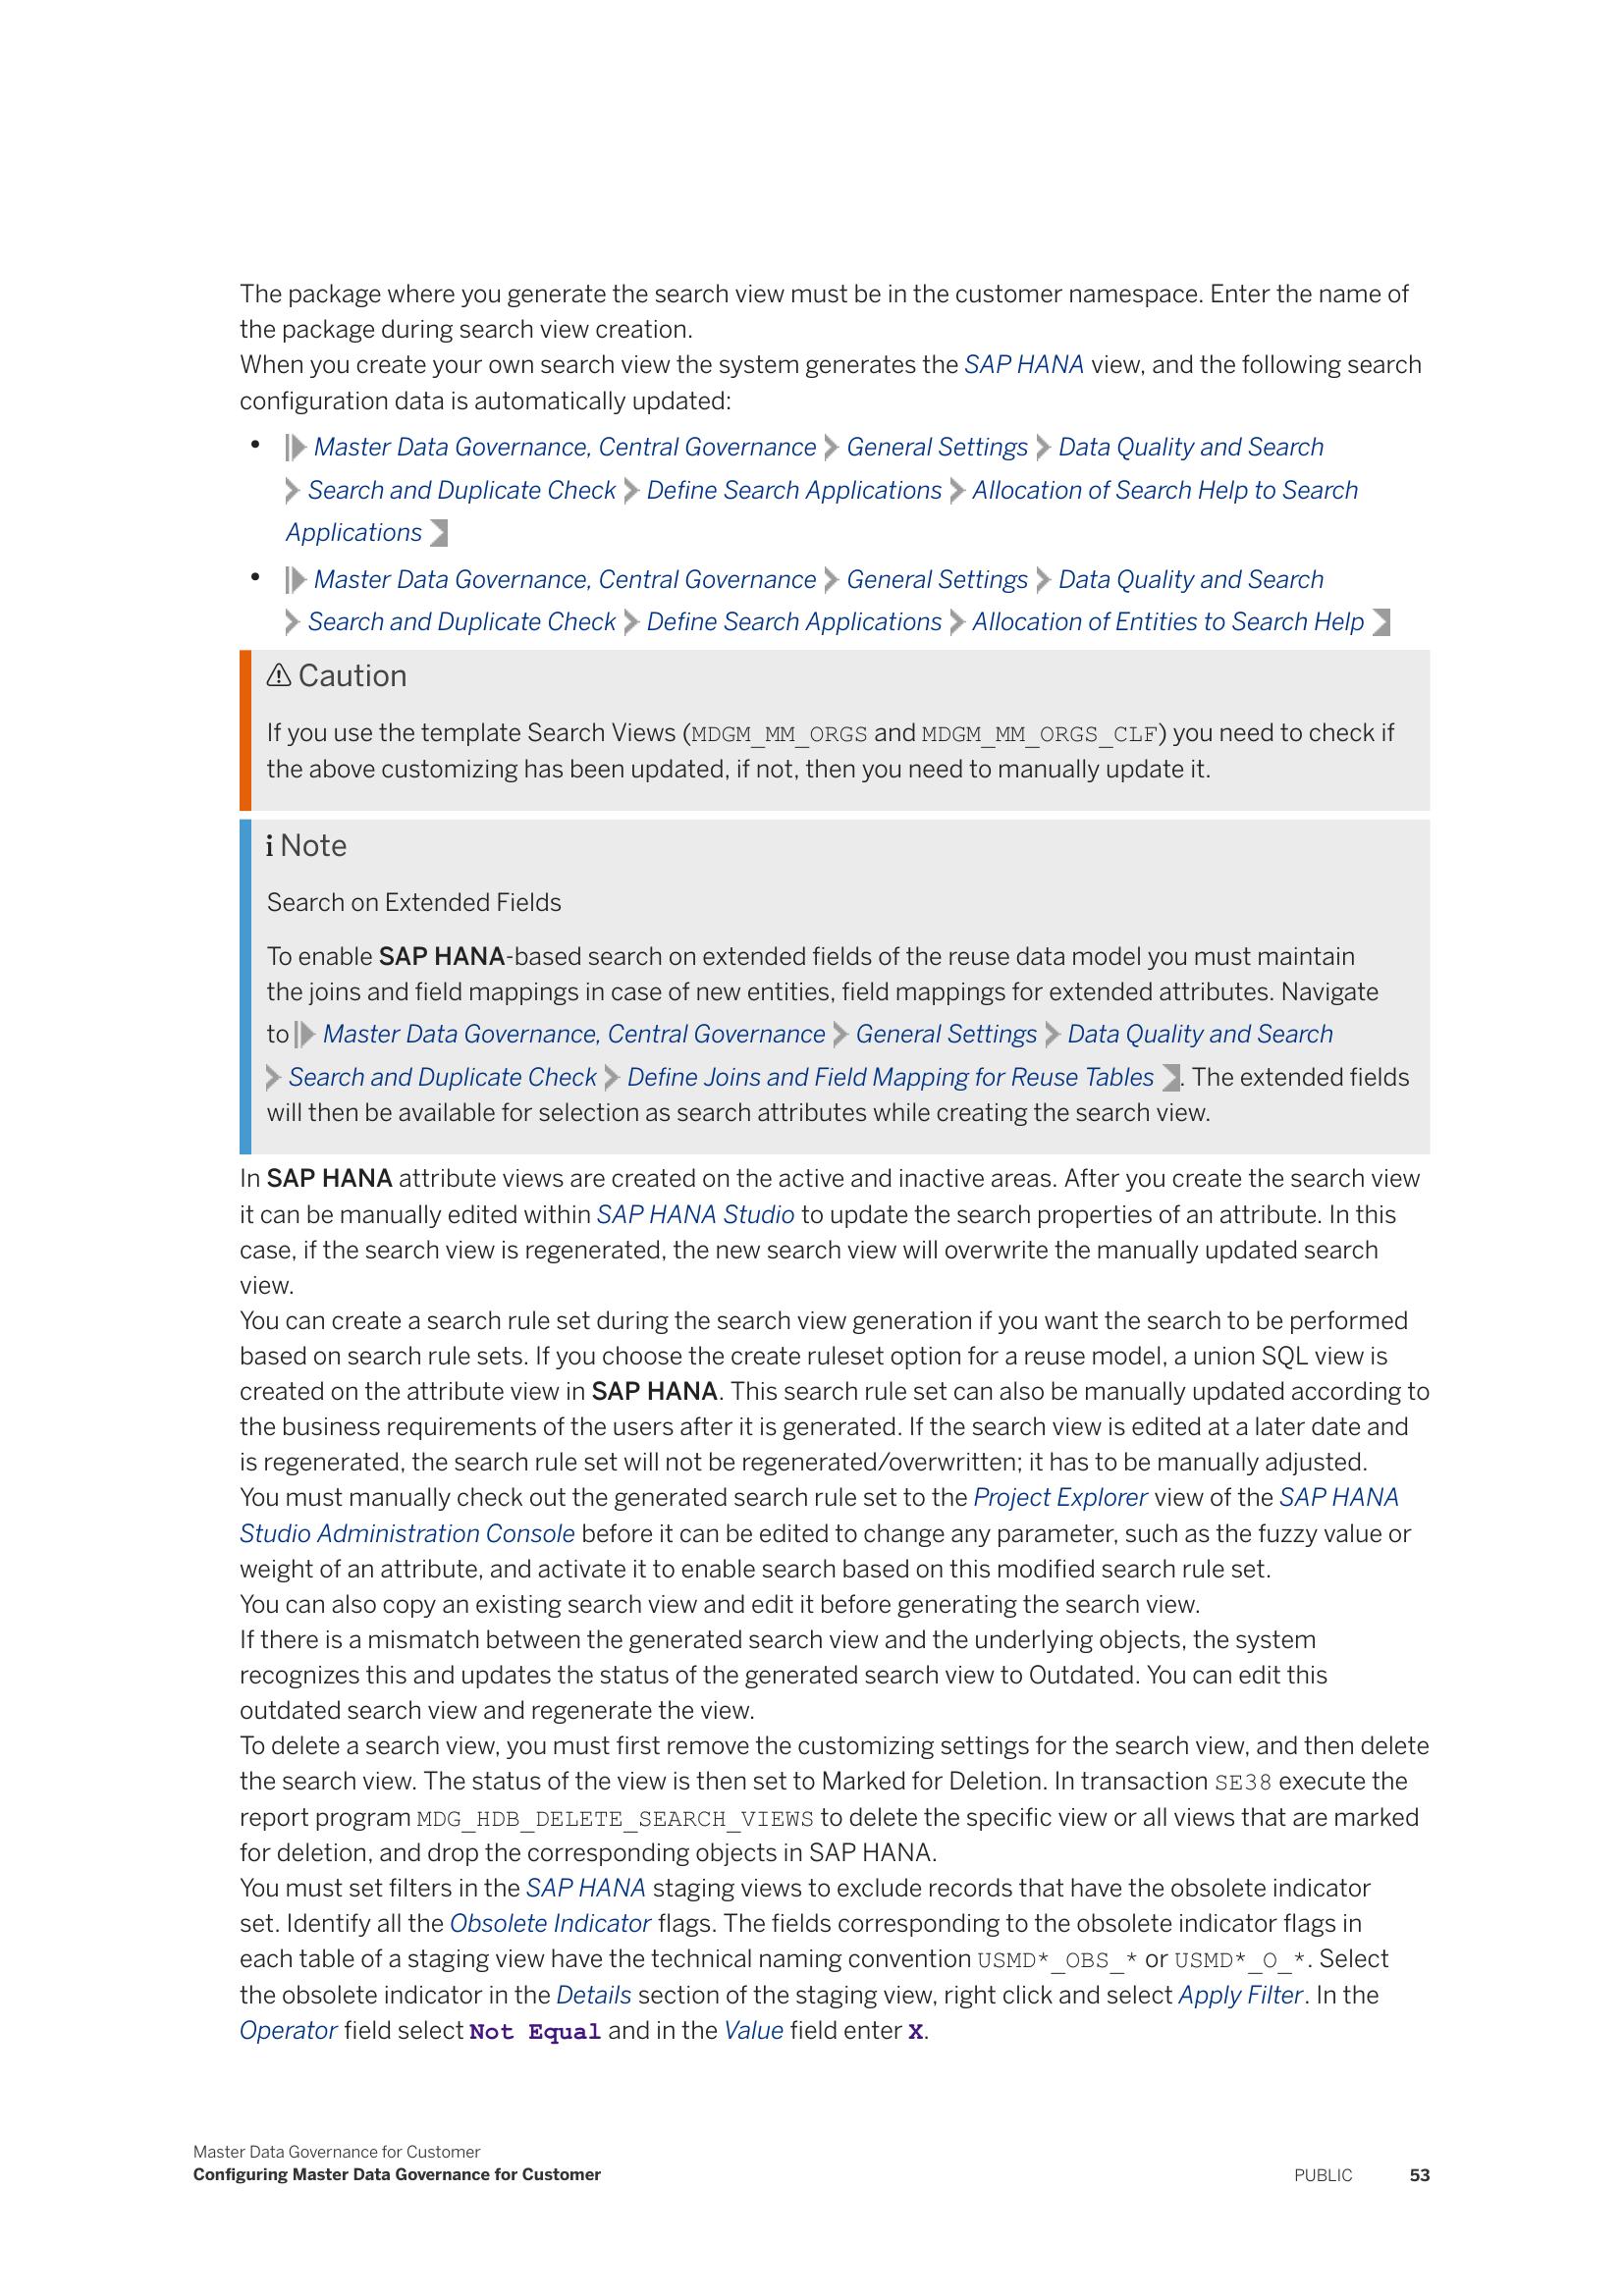 The package where you generate the search view must be in the customer namespace. Enter the name of
the package during search view creation.
When you create your own search view the system generates the SAP HANA view, and the following search
configuration data is automatically updated:
• Master Data Governance, Central Governance > General Settings > Data Quality and Search
> Search and Duplicate Check > Define Search Applications > Allocation of Search Help to Search
Applications
• Master Data Governance, Central Governance > General Settings > Data Quality and Search
> Search and Duplicate Check > Define Search Applications > Allocation of Entities to Search Help
Caution
If you use the template Search Views (MDGM_MM_ORGS and MDGM_MM_ORGS_CLF) you need to check if
the above customizing has been updated, if not, then you need to manually update it.
i Note
Search on Extended Fields
To enable SAP HANA-based search on extended fields of the reuse data model you must maintain
the joins and field mappings in case of new entities, field mappings for extended attributes. Navigate
to Master Data Governance, Central Governance > General Settings > Data Quality and Search
> Search and Duplicate Check > Define Joins and Field Mapping for Reuse Tables . The extended fields
will then be available for selection as search attributes while creating the search view.
In SAP HANA attribute views are created on the active and inactive areas. After you create the search view
it can be manually edited within SAP HANA Studio to update the search properties of an attribute. In this
case, if the search view is regenerated, the new search view will overwrite the manually updated search
view.
You can create a search rule set during the search view generation if you want the search to be performed
based on search rule sets. If you choose the create ruleset option for a reuse model, a union SQL view is
created on the attribute view in SAP HANA. This search rule set can also be manually updated according to
the business requirements of the users after it is generated. If the search view is edited at a later date and
is regenerated, the search rule set will not be regenerated/overwritten; it has to be manually adjusted.
You must manually check out the generated search rule set to the Project Explorer view of the SAP HANA
Studio Administration Console before it can be edited to change any parameter, such as the fuzzy value or
weight of an attribute, and activate it to enable search based on this modified search rule set.
You can also copy an existing search view and edit it before generating the search view.
If there is a mismatch between the generated search view and the underlying objects, the system
recognizes this and updates the status of the generated search view to Outdated. You can edit this
outdated search view and regenerate the view.
To delete a search view, you must first remove the customizing settings for the search view, and then delete
the search view. The status of the view is then set to Marked for Deletion. In transaction SE38 execute the
report program MDG_HDB_DELETE_SEARCH_VIEWS to delete the specific view or all views that are marked
for deletion, and drop the corresponding objects in SAP HANA.
You must set filters in the SAP HANA staging views to exclude records that have the obsolete indicator
set. Identify all the Obsolete Indicator flags. The fields corresponding to the obsolete indicator flags in
each table of a staging view have the technical naming convention USMD*_OBS_* or USMD*_O_*. Select
the obsolete indicator in the Details section of the staging view, right click and select Apply Filter. In the
Operator field select Not Equal and in the Value field enter X.
Master Data Governance for Customer
Configuring Master Data Governance for Customer
PUBLIC 53